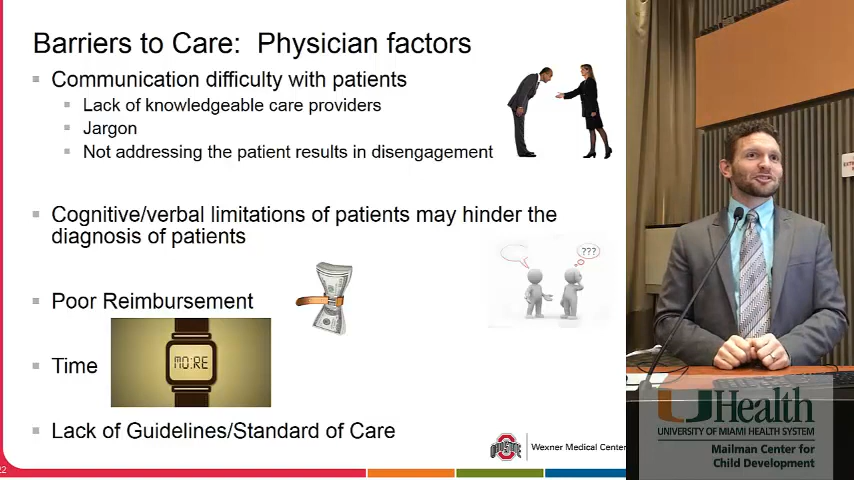 Barriers to Care: Physician factors
Communication difficulty with patients
Lack of knowledgeable care providers
Jargon
Not addressing the patient results in disengagement
Cognitive/verbal limitations of patients may hinder the
diagnosis of patients
???
Poor Reimbursement
Time
MO:RE
Lack of Guidelines/Standard of Care
OHIO STATE
Wexner Medical Center
22
UHealth
UNIVERSITY OF MIAMI HEALTH SYSTEM
Mailman Center for
Child Development